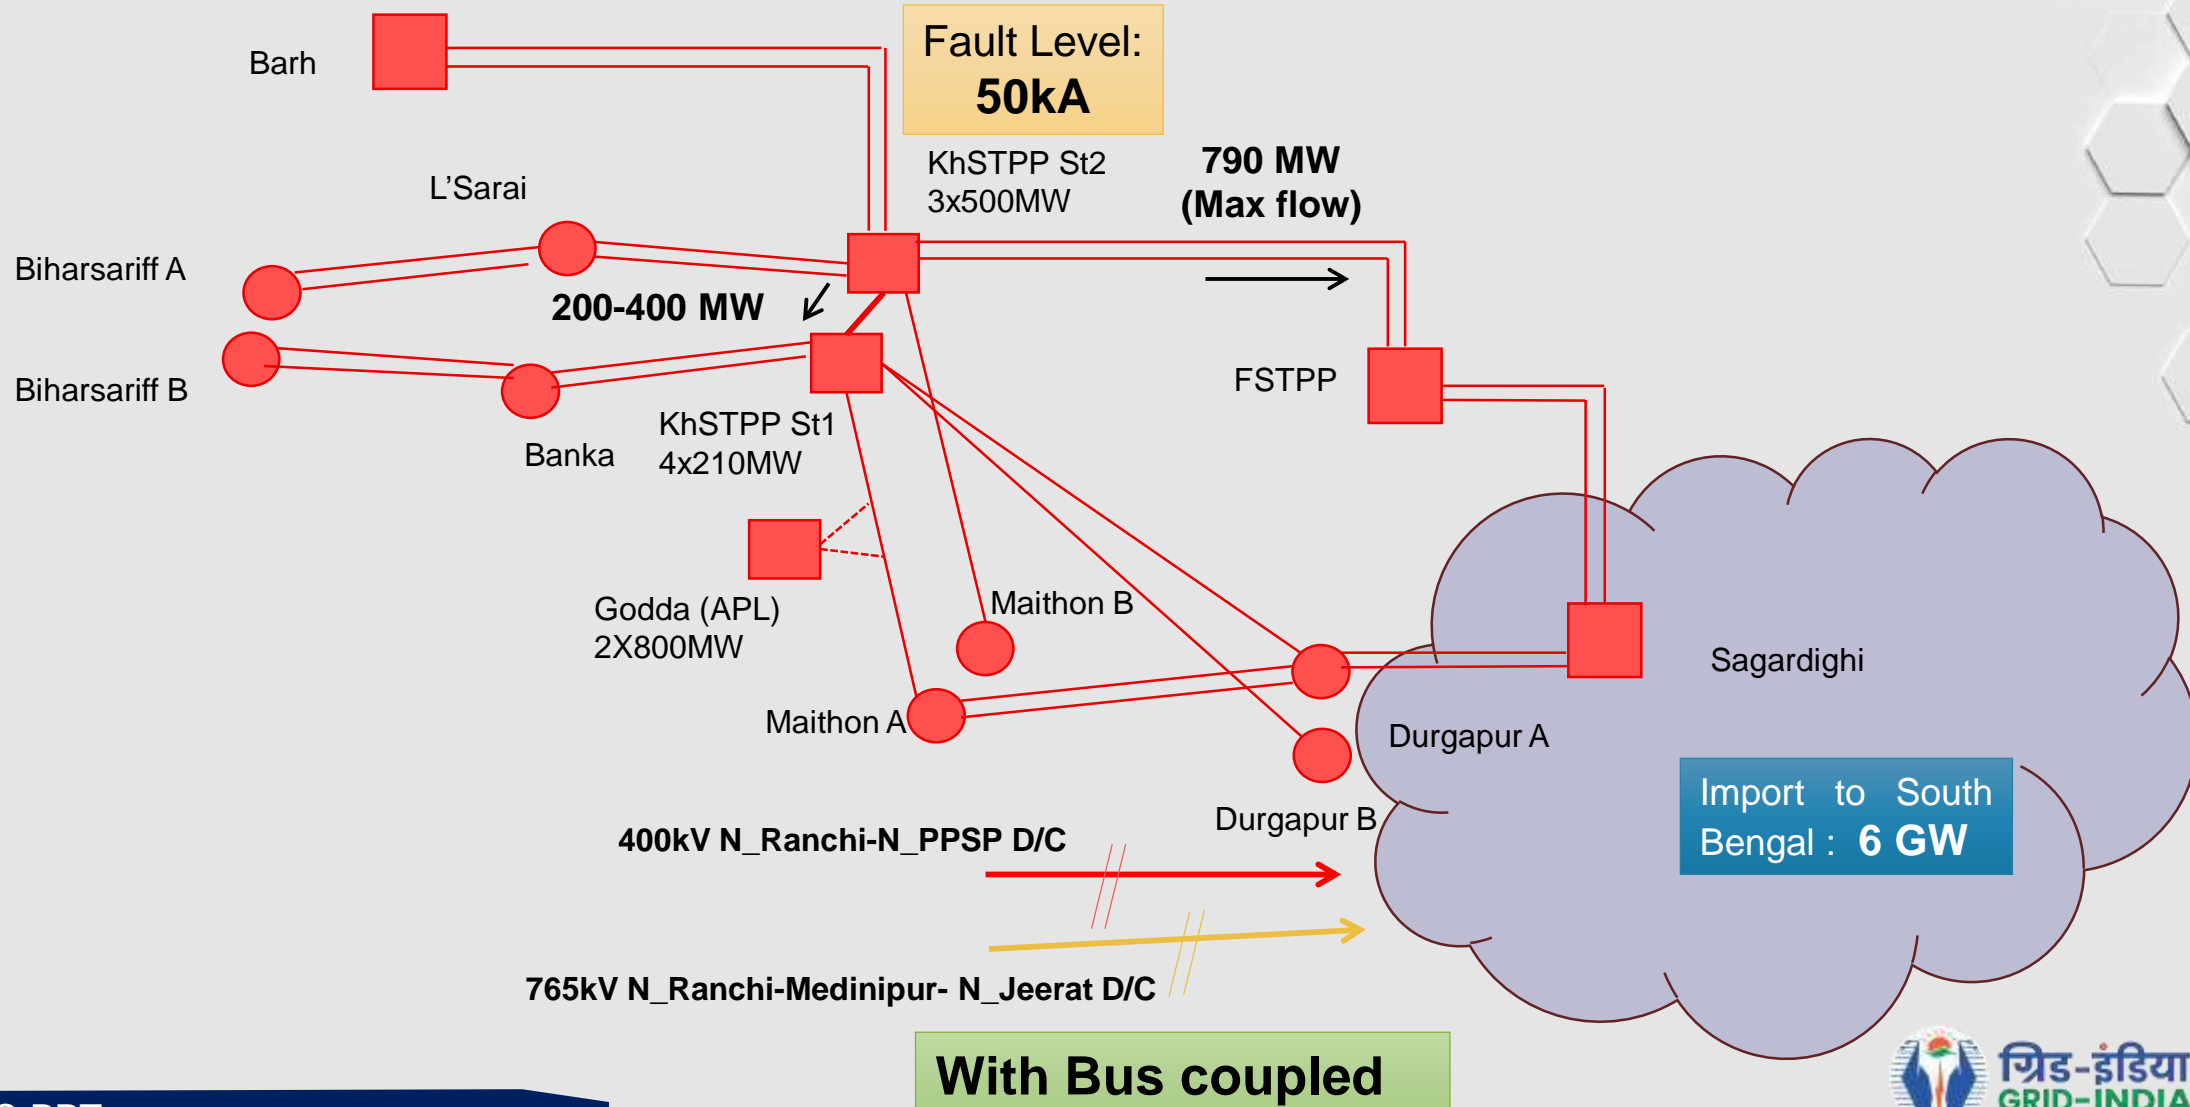 Barh
Fault Level:
50kA
KhSTPP St2
3x500MW
790 MW
(Max flow)
L'Sarai
Biharsariff A
200-400 MW
Biharsariff B
FSTPP
KhSTPP St1
4x210MW
Banka
Godda (APL)
2X800MW
Maithon B
Sagardighi
Maithon A
Durgapur A
Import to South
Bengal : 6 GW
Durgapur B
400kV N_Ranchi-N_PPSP D/C
765kV N_Ranchi-Medinipur- N_Jeerat D/C
With Bus coupled
ग्रिड-इंडिया
GRID-INDIA